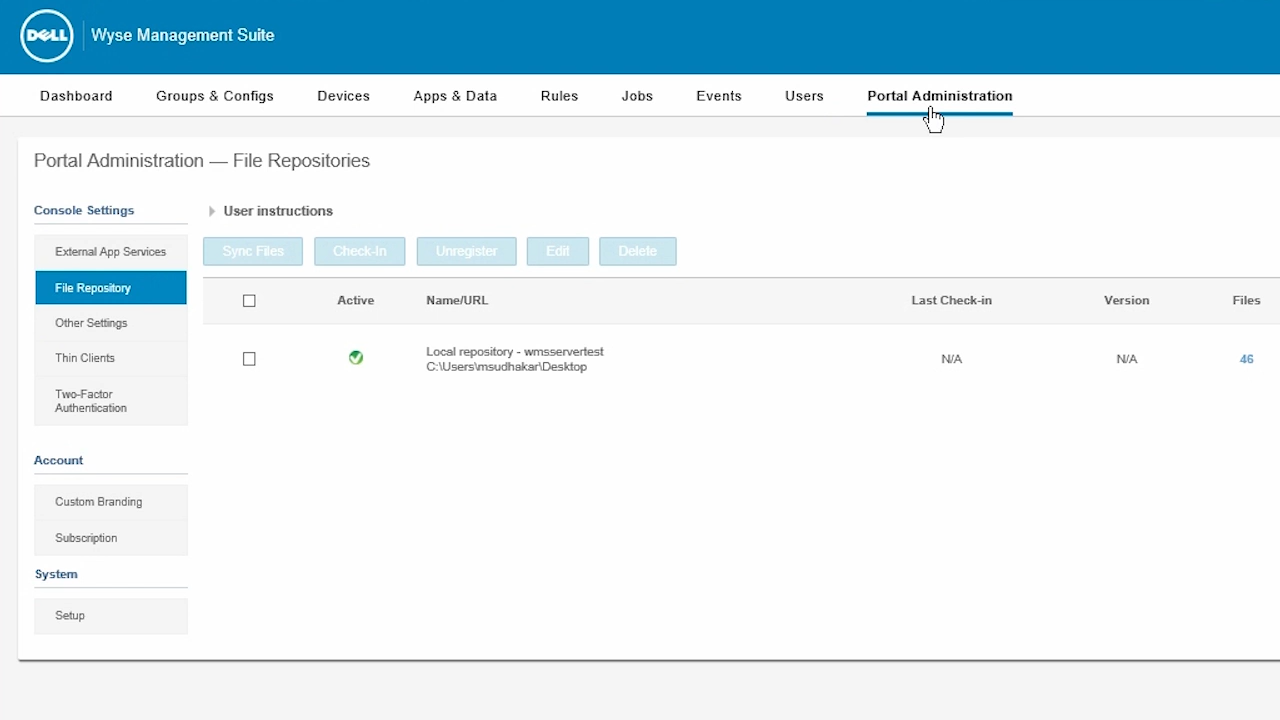 DELL
Wyse Management Suite
Dashboard Groups & Configs Devices Apps & Data Rules Jobs Events Users Portal Administration
Portal Administration — File Repositories
Console Settings
External App Services
File Repository
Other Settings
Thin Clients
Two-Factor
Authentication
Account
Custom Branding
Subscription
System
Setup
User instructions
Sync Files Check-In Unregister Edit Delete
Active Name/URL Last Check-in Version Files
Local repository - wmsservertest
C:\Users\msudhakar\Desktop
N/A N/A 46